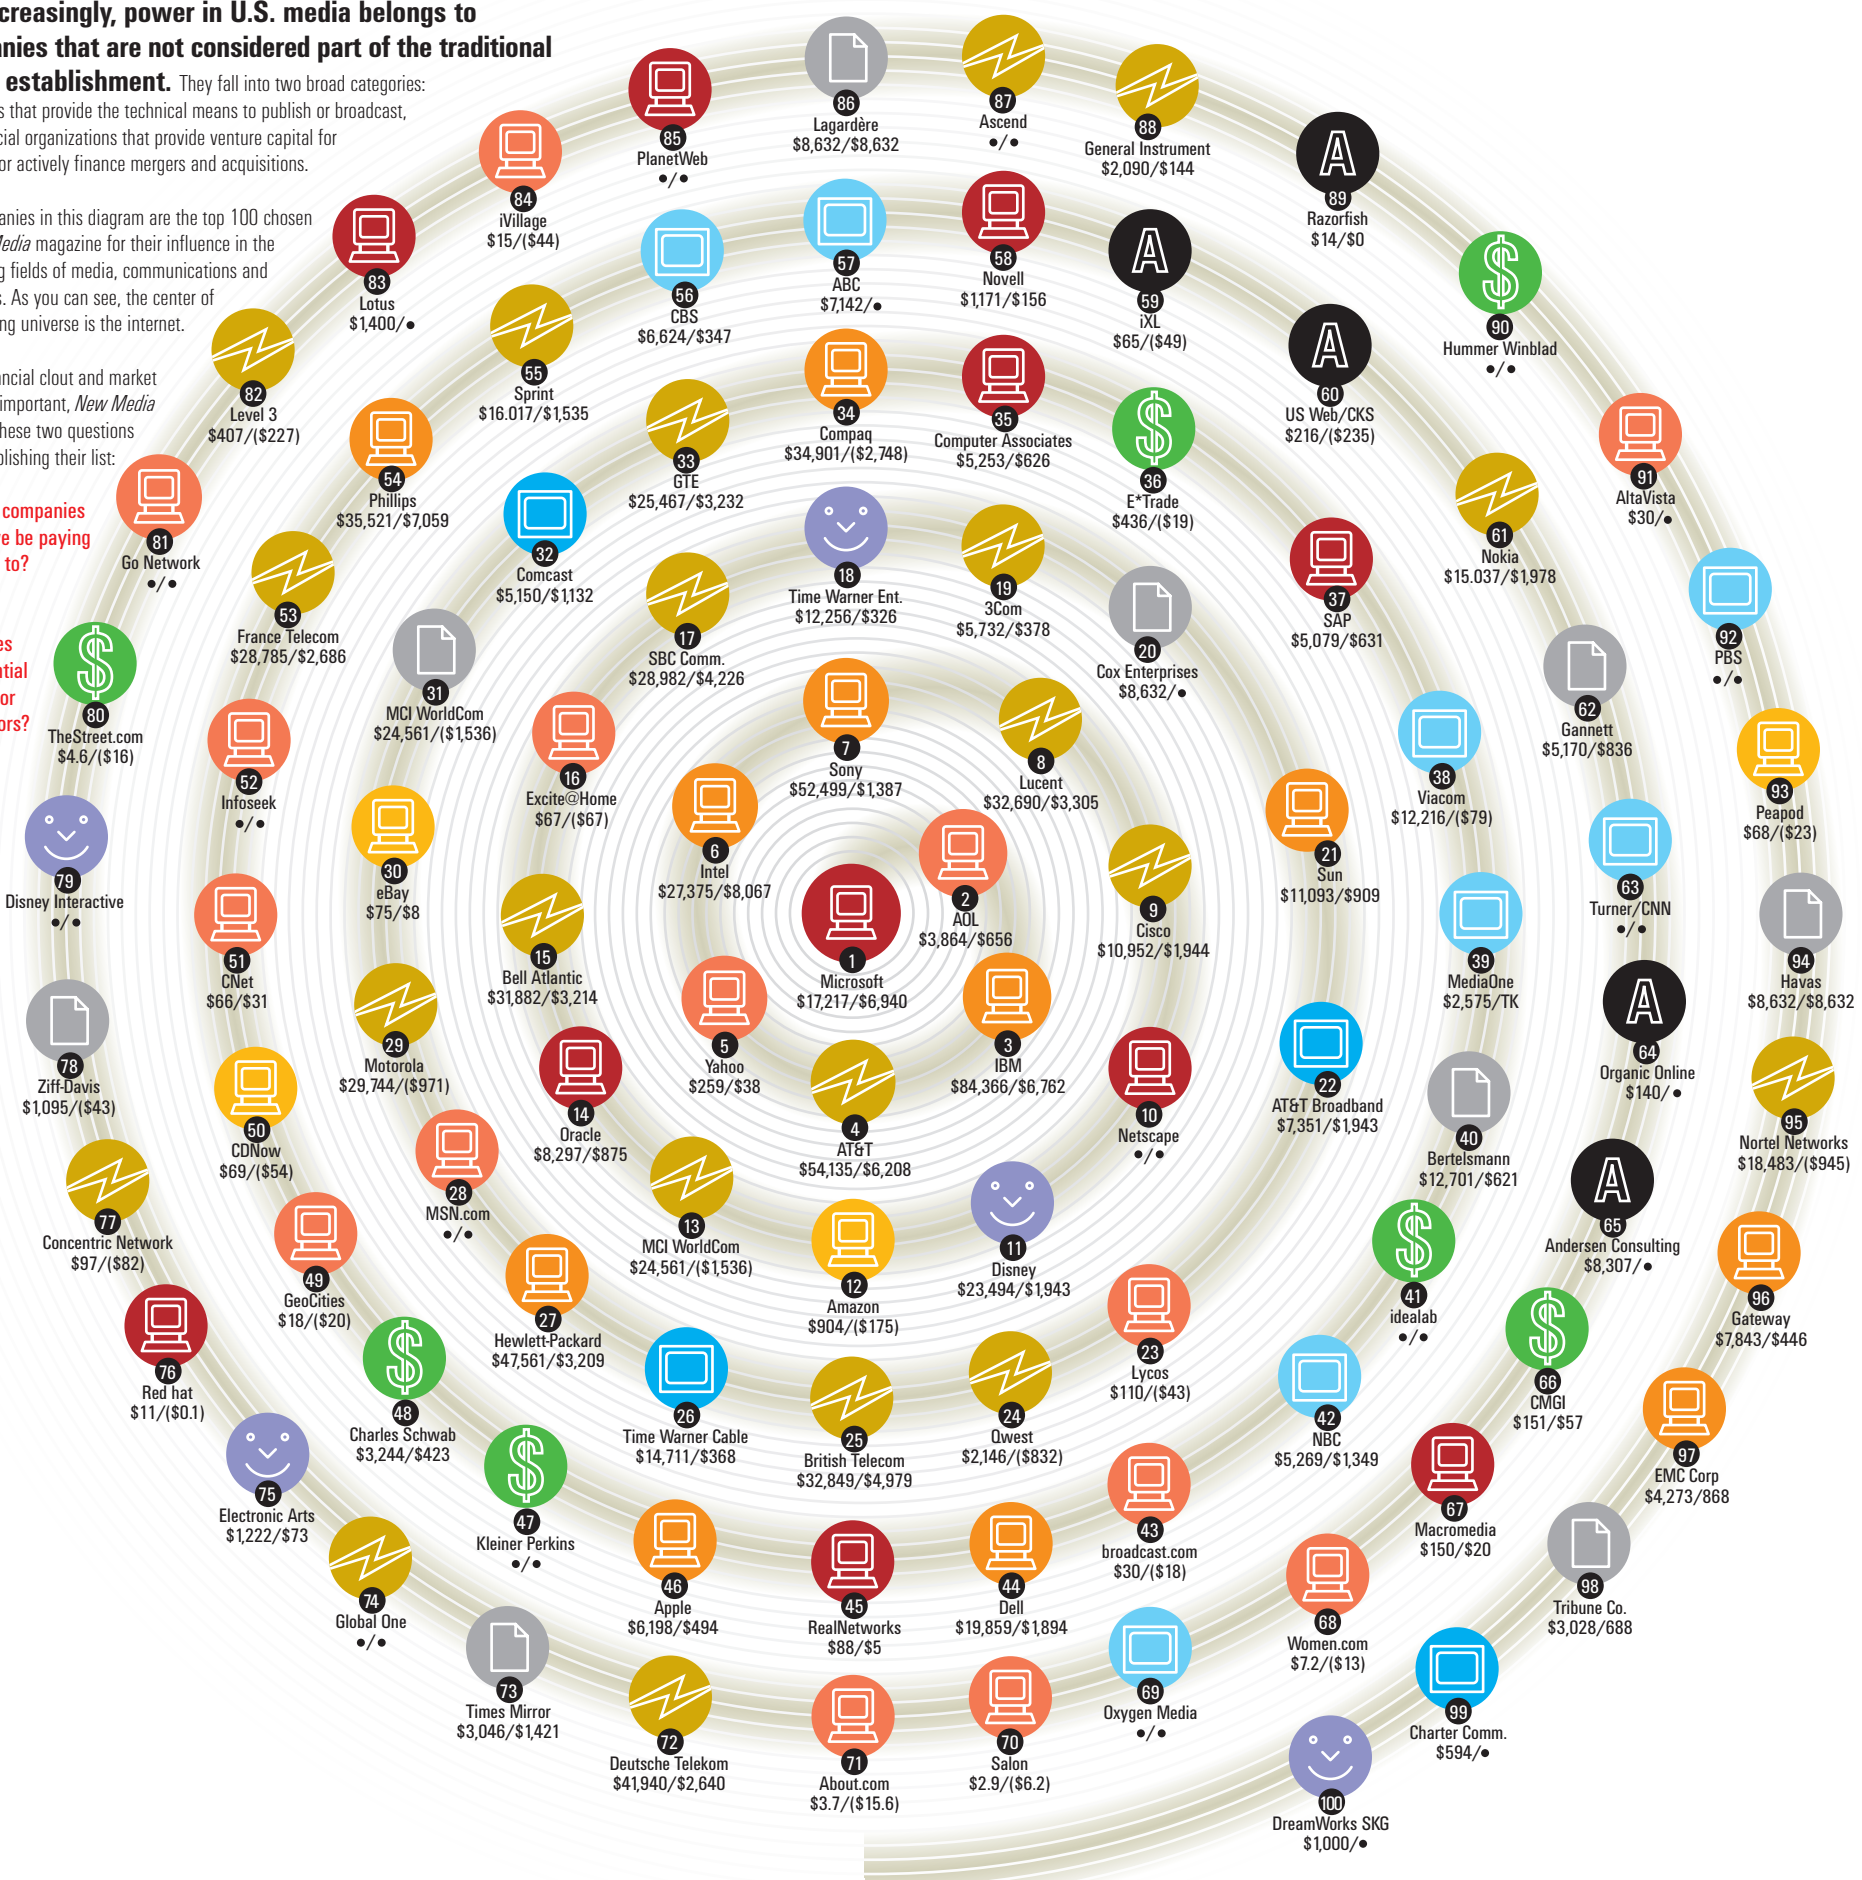 creasingly, power in U.S. media belongs to
anies that are not considered part of the traditional
establishment. They fall into two broad categories:
s that provide the technical means to publish or broadcast,
cial organizations that provide venture capital for
or actively finance mergers and acquisitions.
panies in this diagram are the top 100 chosen
Media magazine for their influence in the
g fields of media, communications and
s. As you can see, the center of
ng universe is the internet.
ancial clout and market
important, New Media
hese two questions
blishing their list:
companies
e be paying
to?
es
ntial
or
ors?
1
Microsoft
$17,217/$6,940
2
AOL
$3,864/$656
3
IBM
$84,366/$6,762
4
AT&T
$54,135/$6,208
5
Yahoo
$259/$38
6
Intel
$27,375/$8,067
7
Sony
$52,499/$1,387
8
Lucent
$32,690/$3,305
9
Cisco
$10,952/$1,944
10
Netscape
•/•
11
Disney
$23,494/$1,943
12
Amazon
$904/($175)
13
MCI WorldCom
$24,561/($1,536)
14
Oracle
$8,297/$875
15
Bell Atlantic
$31,882/$3,214
16
Excite@Home
$67/($67)
17
SBC Comm.
$28,982/$4,226
18
Time Warner Ent.
$12,256/$326
19
3Com
$5,732/$378
20
Cox Enterprises
$8,632/•
21
Sun
$11,093/$909
22
AT&T Broadband
$7,351/$1,943
23
Lycos
$110/($43)
24
Qwest
$2,146/($832)
25
British Telecom
$32,849/$4,979
26
Time Warner Cable
$14,711/$368
27
Hewlett-Packard
$47,561/$3,209
28
MSN.com
•/•
29
Motorola
$29,744/($971)
30
eBay
$75/$8
31
MCI WorldCom
$24,561/($1,536)
32
Comcast
$5,150/$1,132
33
GTE
$25,467/$3,232
34
Compaq
$34,901/($2,748)
35
Computer Associates
$5,253/$626
36
E*Trade
$436/($19)
37
SAP
$5,079/$631
38
Viacom
$12,216/($79)
39
MediaOne
$2,575/TK
40
Bertelsmann
$12,701/$621
41
idealab
•/•
42
NBC
$5,269/$1,349
43
broadcast.com
$30/($18)
44
Dell
$19,859/$1,894
45
RealNetworks
$88/$5
46
Apple
$6,198/$494
47
Kleiner Perkins
•/•
48
Charles Schwab
$3,244/$423
49
GeoCities
$18/($20)
50
CDNow
$69/($54)
51
CNet
$66/$31
52
Infoseek
•/•
53
France Telecom
$28,785/$2,686
54
Phillips
$35,521/$7,059
55
Sprint
$16.017/$1,535
56
CBS
$6,624/$347
57
ABC
$7,142/•
58
Novell
$1,171/$156
59
iXL
$65/($49)
60
US Web/CKS
$216/($235)
61
Nokia
$15.037/$1,978
62
Gannett
$5,170/$836
63
Turner/CNN
•/•
64
Organic Online
$140/•
65
Andersen Consulting
$8,307/•
66
CMGI
$151/$57
67
Macromedia
$150/$20
68
Women.com
$7.2/($13)
69
Oxygen Media
•/•
70
Salon
$2.9/($6.2)
71
About.com
$3.7/($15.6)
72
Deutsche Telekom
$41,940/$2,640
73
Times Mirror
$3,046/$1,421
74
Global One
•/•
75
Electronic Arts
$1,222/$73
76
Red hat
$11/($0.1)
77
Concentric Network
$97/($82)
78
Ziff-Davis
$1,095/($43)
79
Disney Interactive
•/•
80
TheStreet.com
$4.6/($16)
81
Go Network
•/•
82
Level 3
$407/($227)
83
Lotus
$1,400/•
84
iVillage
$15/($44)
85
PlanetWeb
•/•
86
Lagardère
$8,632/$8,632
87
Ascend
•/•
88
General Instrument
$2,090/$144
89
Razorfish
$14/$0
90
Hummer Winblad
•/•
91
AltaVista
$30/•
92
PBS
•/•
93
Peapod
$68/($23)
94
Havas
$8,632/$8,632
95
Nortel Networks
$18,483/($945)
96
Gateway
$7,843/$446
97
EMC Corp
$4,273/868
98
Tribune Co.
$3,028/688
99
Charter Comm.
$594/•
100
DreamWorks SKG
$1,000/•